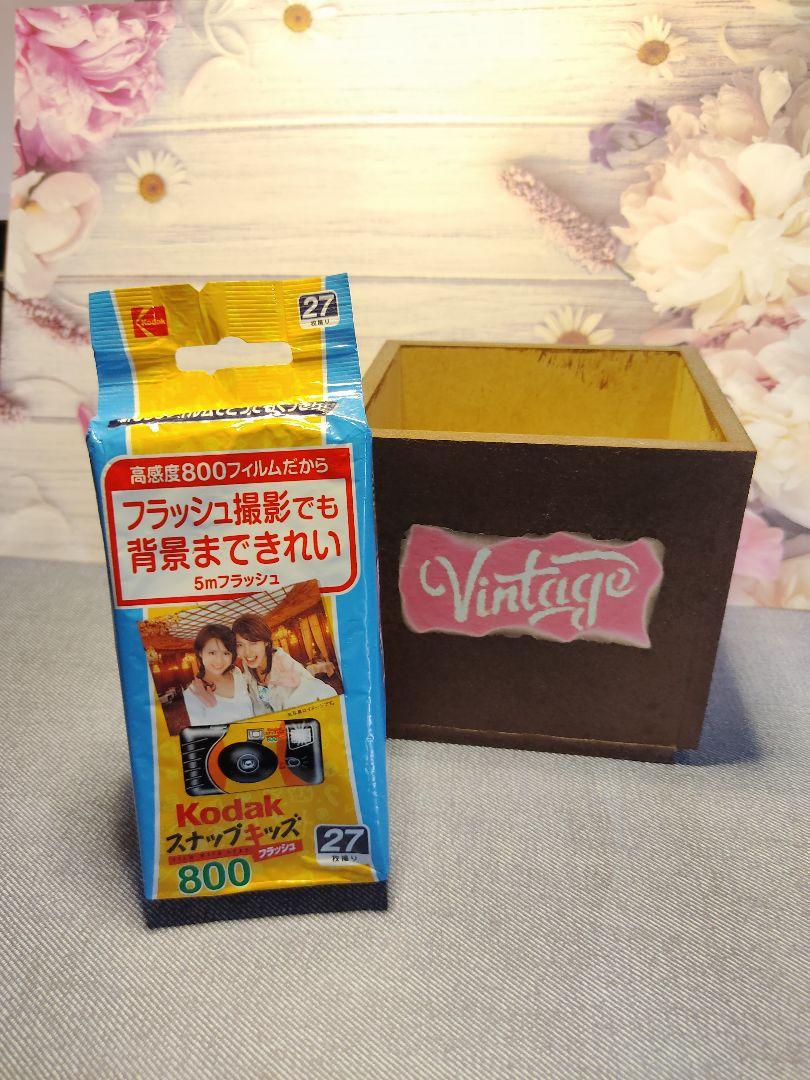 Kodak
27
枚撮り
高感度800フィルムだから
フラッシュ撮影でも
背景まできれい
5mフラッシュ
Kodak
スナップキッズ
フラッシュ
800
27
枚撮り
Vintage